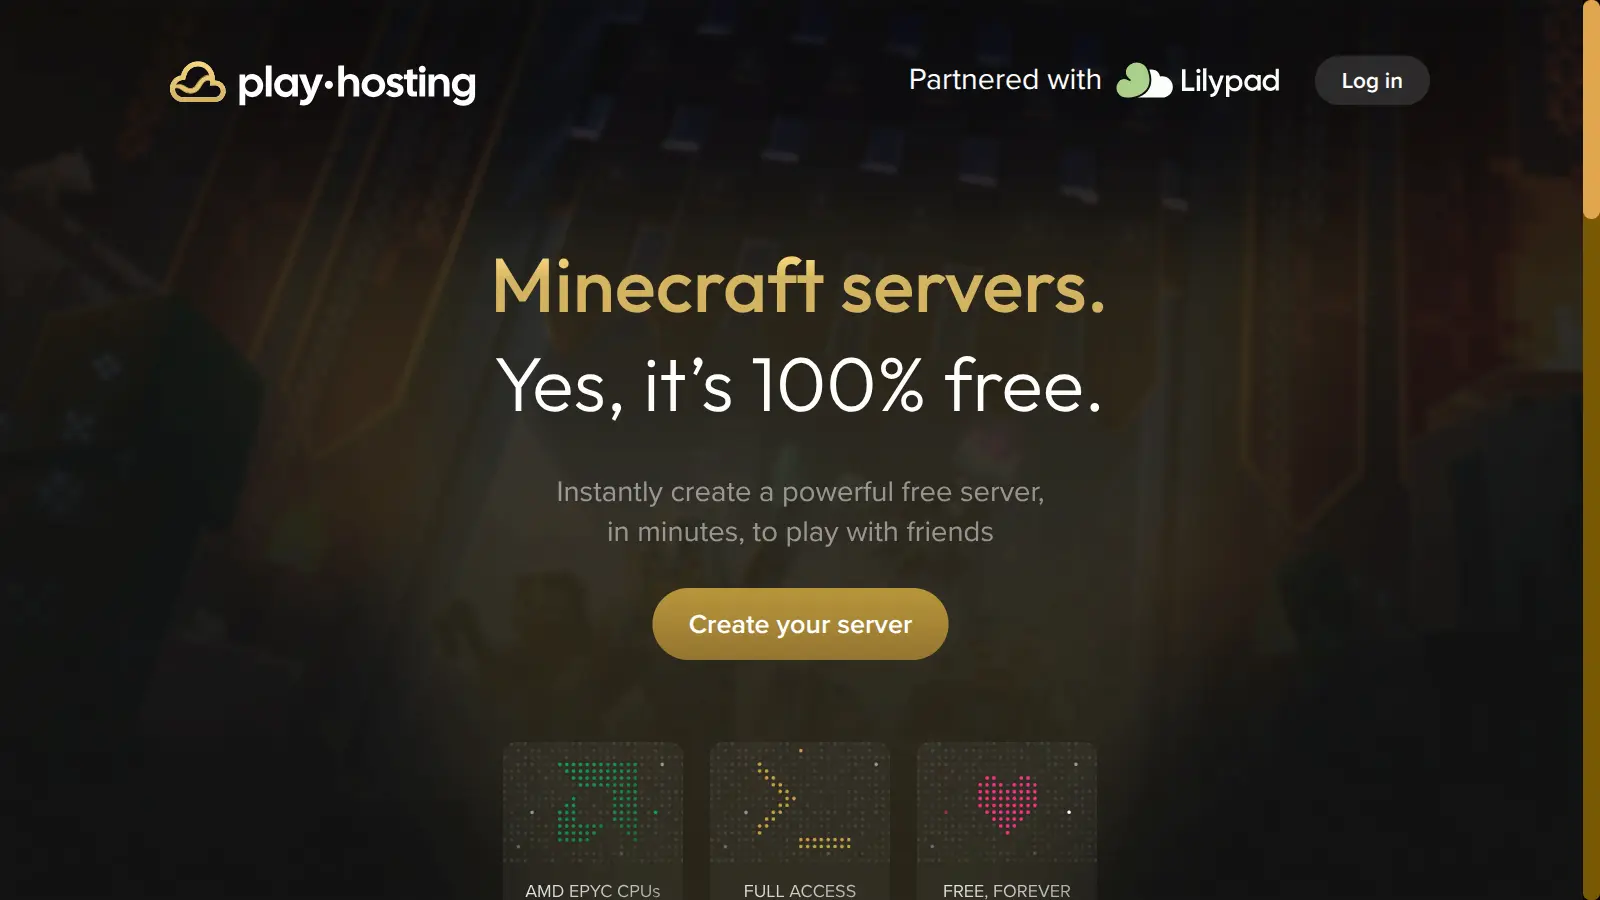 play·hosting
Partnered with Lilypad
Log in
Minecraft servers.
Yes, it’s 100% free.
Instantly create a powerful free server,
in minutes, to play with friends
Create your server
AMD EPYC CPUs
FULL ACCESS
FREE, FOREVER